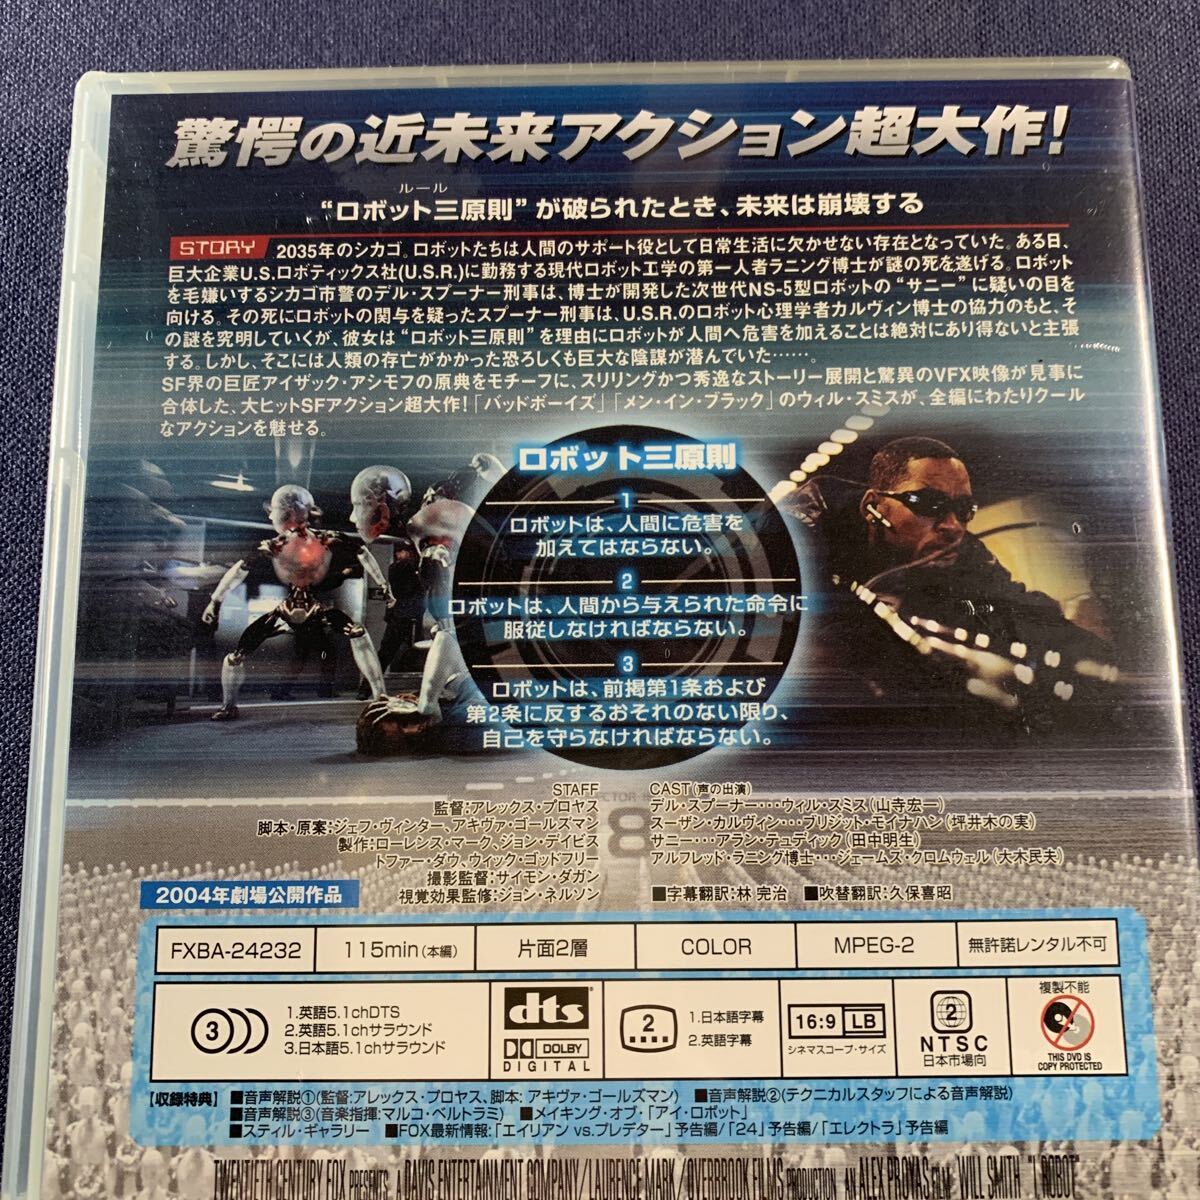 驚愕の近未来アクション超大作!
ルール
“ロボット三原則”が破られたとき、未来は崩壊する
STORY 2035年のシカゴ。ロボットたちは人間のサポート役として日常生活に欠かせない存在となっていた。ある日、
巨大企業U.S.ロボティックス社(U.S.R.)に勤務する現代ロボット工学の第一人者ラニング博士が謎の死を遂げる。ロボット
を毛嫌いするシカゴ市警のデル・スプーナー刑事は、博士が開発した次世代NS-5型ロボットの“サニー”に疑いの目を
向ける。その死にロボットの関与を疑ったスプーナー刑事は、U.S.R.のロボット心理学者カルヴィン博士の協力のもと、そ
の謎を究明していくが、彼女は“ロボット三原則”を理由にロボットが人間へ危害を加えることは絶対にあり得ないと主張
する。しかし、そこには人類の存亡がかかった恐ろしくも巨大な陰謀が潜んでいた……。
SF界の巨匠アイザック・アシモフの原典をモチーフに、スリリングかつ秀逸なストーリー展開と驚異のVFX映像が見事に
合体した、大ヒットSFアクション超大作!「バッドボーイズ」「メン・イン・ブラック」のウィル・スミスが、全編にわたりクール
なアクションを魅せる。
ロボット三原則
1
ロボットは、人間に危害を
加えてはならない。
2
ロボットは、人間から与えられた命令に
服従しなければならない。
3
ロボットは、前掲第1条および
第2条に反するおそれのない限り、
自己を守らなければならない。
STAFF
監督:アレックス・プロヤス
脚本・原案:ジェフ・ヴィンター、アキヴァ・ゴールズマン
製作:ローレンス・マーク、ジョン・デイビス
トファー・ダウ、ウィック・ゴッドフリー
撮影監督:サイモン・ダガン
視覚効果監修:ジョン・ネルソン
CAST(声の出演)
デル・スプーナー・・・ウィル・スミス(山寺宏一)
スーザン・カルヴィン・・・ブリジット・モイナハン(坪井木の実)
サニー・・・アラン・テュディック(田中明生)
アルフレッド・ラニング博士・・・ジェームズ・クロムウェル(大木民夫)
■字幕翻訳:林 完治 ■吹替翻訳:久保喜昭
8
2004年劇場公開作品
FXBA-24232 115min(本編) 片面2層 COLOR MPEG-2 無許諾レンタル不可
3
1.英語5.1chDTS
2.英語5.1chサラウンド
3.日本語5.1chサラウンド
dts
DOLBY
DIGITAL
2
1.日本語字幕
2.英語字幕
16:9 LB
シネマスコープ・サイズ
2
NTSC
日本市場向
複製不能
THIS DVD IS
COPY PROTECTED
【収録特典】 ■音声解説①(監督:アレックス・プロヤス、脚本:アキヴァ・ゴールズマン) ■音声解説②(テクニカルスタッフによる音声解説)
■音声解説③(音楽指揮:マルコ・ベルトラミ) ■メイキング・オブ・「アイ,ロボット」
■スティル・ギャラリー ■FOX最新情報:「エイリアン vs.プレデター」予告編/「24」予告編/「エレクトラ」予告編
TWENTIETH CENTURY FOX PRESENTS A DAVIS ENTERTAINMENT COMPANY/LAURENCE MARK/OVERBROOK FILMS PRODUCTION AN ALEX PROYAS FILM WILL SMITH "I, ROBOT"